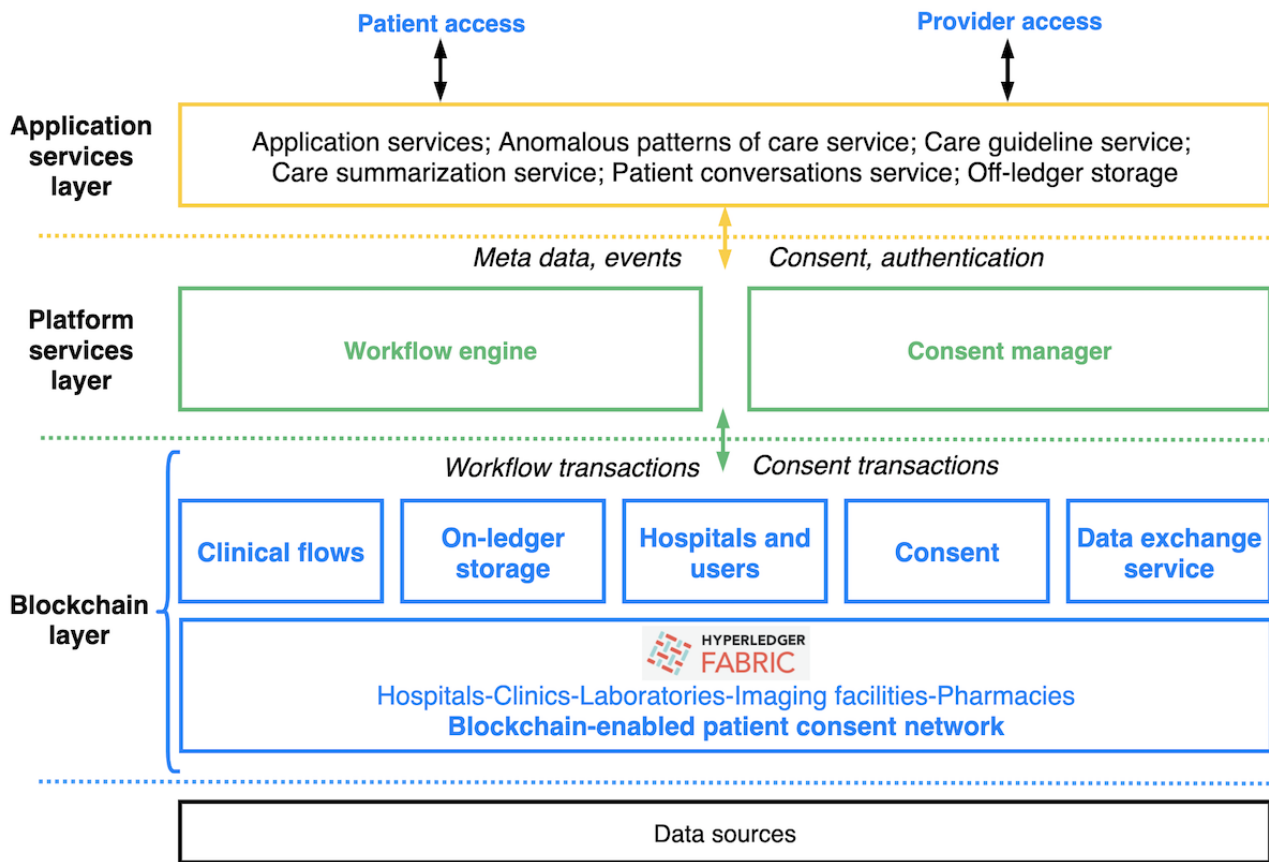 Patient access
Provider access
Application
services
layer
Application services; Anomalous patterns of care service; Care guideline service;
Care summarization service; Patient conversations service; Off-ledger storage
Meta data, events
Consent, authentication
Platform
services
layer
Workflow engine
Consent manager
Workflow transactions
Consent transactions
Blockchain
layer
Clinical flows
On-ledger
storage
Hospitals and
users
Consent
Data exchange
service
HYPERLEDGER
FABRIC
Hospitals-Clinics-Laboratories-Imaging facilities-Pharmacies
Blockchain-enabled patient consent network
Data sources